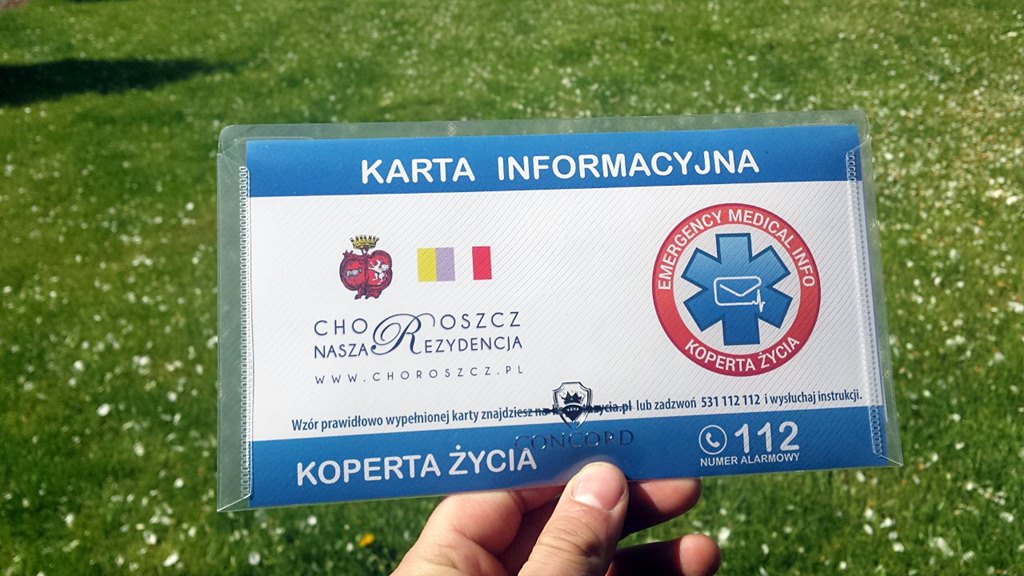 KARTA INFORMACYJNA
EMERGENCY MEDICAL INFO
KOPERTA ŻYCIA
CHOROSZCZ
NASZA REZYDENCJA
WWW.CHOROSZCZ.PL
Wzór prawidłowo wypełnionej karty znajdziesz na lub zadzwoń 531 112 112 i wysłuchaj instrukcji.
CONCORD
KOPERTA ŻYCIA
112
NUMER ALARMOWY